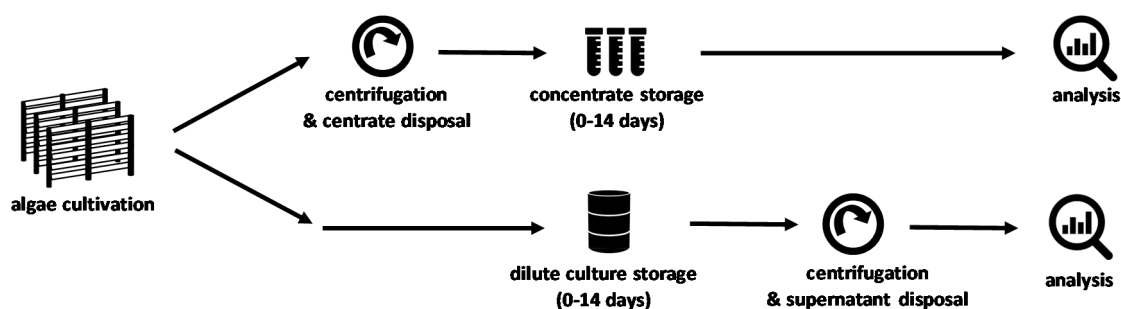 algae cultivation
centrifugation
& centrate disposal
concentrate storage
(0-14 days)
analysis
dilute culture storage
(0-14 days)
centrifugation
& supernatant disposal
analysis